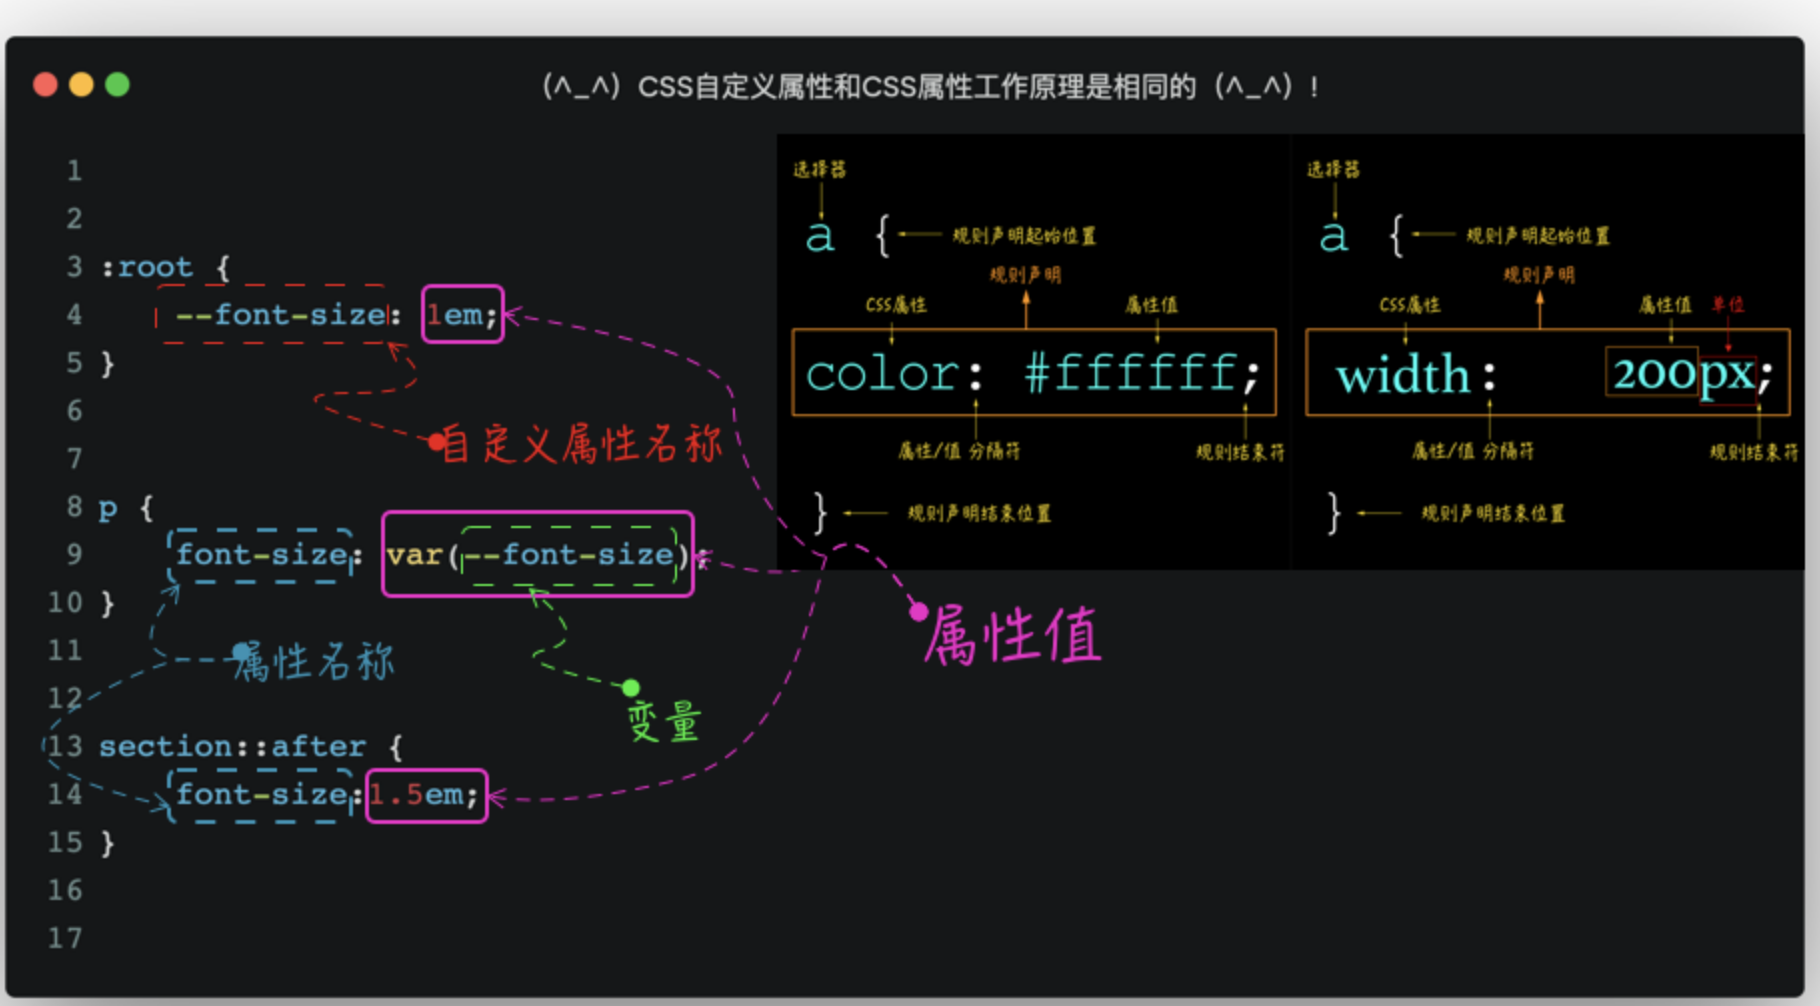 (^_^) CSS自定义属性和CSS属性工作原理是相同的 (^_^) !
1
2
3 :root {
4 --font-size: 1em;
5 }
6
自定义属性名称
7
8 p {
9 font-size: var(--font-size);
10 }
11 属性名称
12
变量
13 section::after {
14 font-size:1.5em;
15 }
16
17
属性值
选择器
a { 规则声明起始位置
规则声明
CSS属性 属性值
color: #ffffff;
属性/值 分隔符 规则结束符
} 规则声明结束位置
选择器
a { 规则声明起始位置
规则声明
CSS属性 属性值 单位
width: 200px;
属性/值 分隔符 规则结束符
} 规则声明结束位置